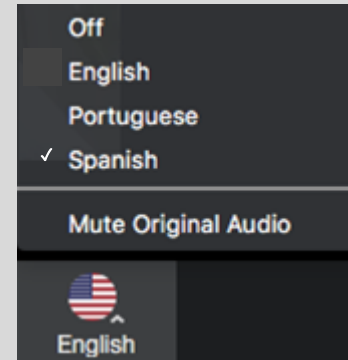 Off
English
Portuguese
✓ Spanish
Mute Original Audio
English